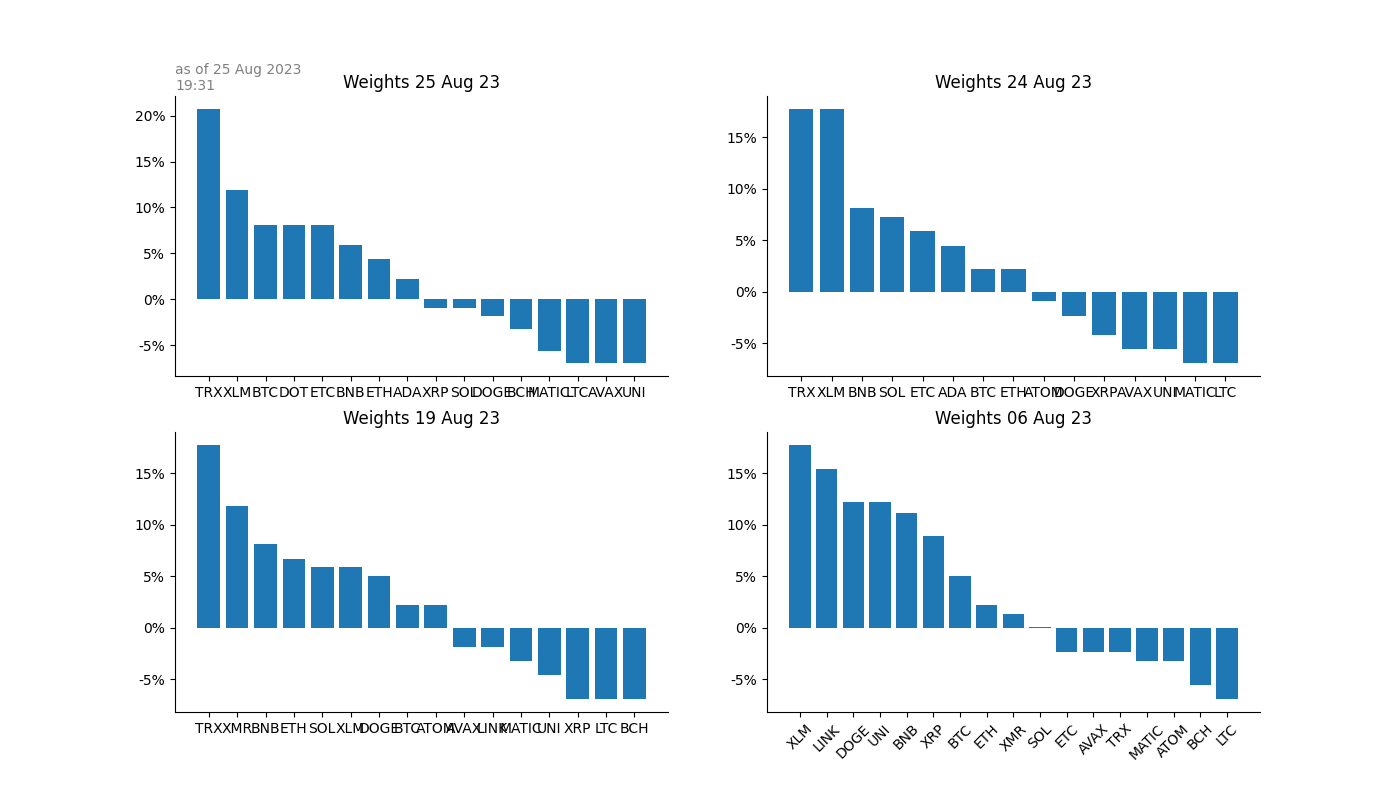 as of 25 Aug 2023
19:31
Weights 25 Aug 23
20%
15%
10%
5%
0%
-5%
TRX XLM BTC DOT ETC BNB ETH ADA XRP SOL DOGE BCH MATIC LTC AVAX UNI
Weights 24 Aug 23
15%
10%
5%
0%
-5%
TRX XLM BNB SOL ETC ADA BTC ETH ATOM DOGE XRP AVAX UNI MATIC LTC
Weights 19 Aug 23
15%
10%
5%
0%
-5%
TRX XMR BNB ETH SOL XLM DOGE BTC ATOM AVAX LINK MATIC UNI XRP LTC BCH
Weights 06 Aug 23
15%
10%
5%
0%
-5%
XLM LINK DOGE UNI BNB XRP BTC ETH XMR SOL ETC AVAX TRX MATIC ATOM BCH LTC